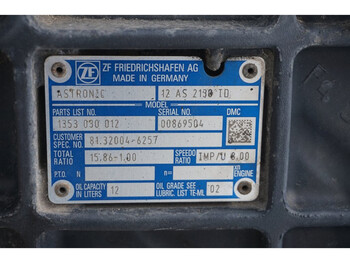 ZF FRIEDRICHSHAFEN AG
MADE IN GERMANY
ZF
ASTRONIC 12 AS 2130 TD
MODEL
PARTS LIST NO. SERIAL NO. DMC
1353 090 012 00869504
CUSTOMER SPEC. NO. 81.32004-6257
TOTAL RATIO 15.86-1.00 SPEEDO RATIO IMP/U 6.00
P.T.O. N n= xn ENGINE
OIL CAPACITY IN LITERS 12 OIL GRADE SEE LUBRIC. LIST TE-ML 02